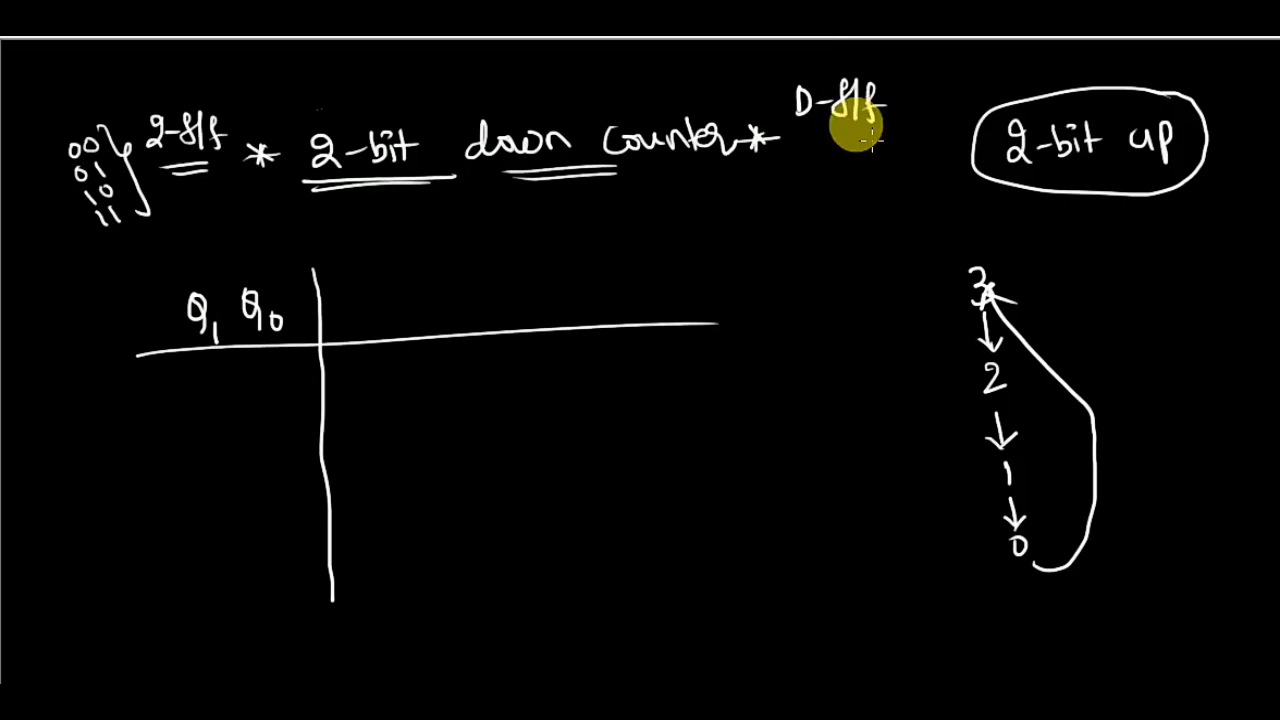 00
01
10
11
2-f/f * 2-bit down counter * D-f/f
2-bit up
Q1 Q0
3
2
1
0